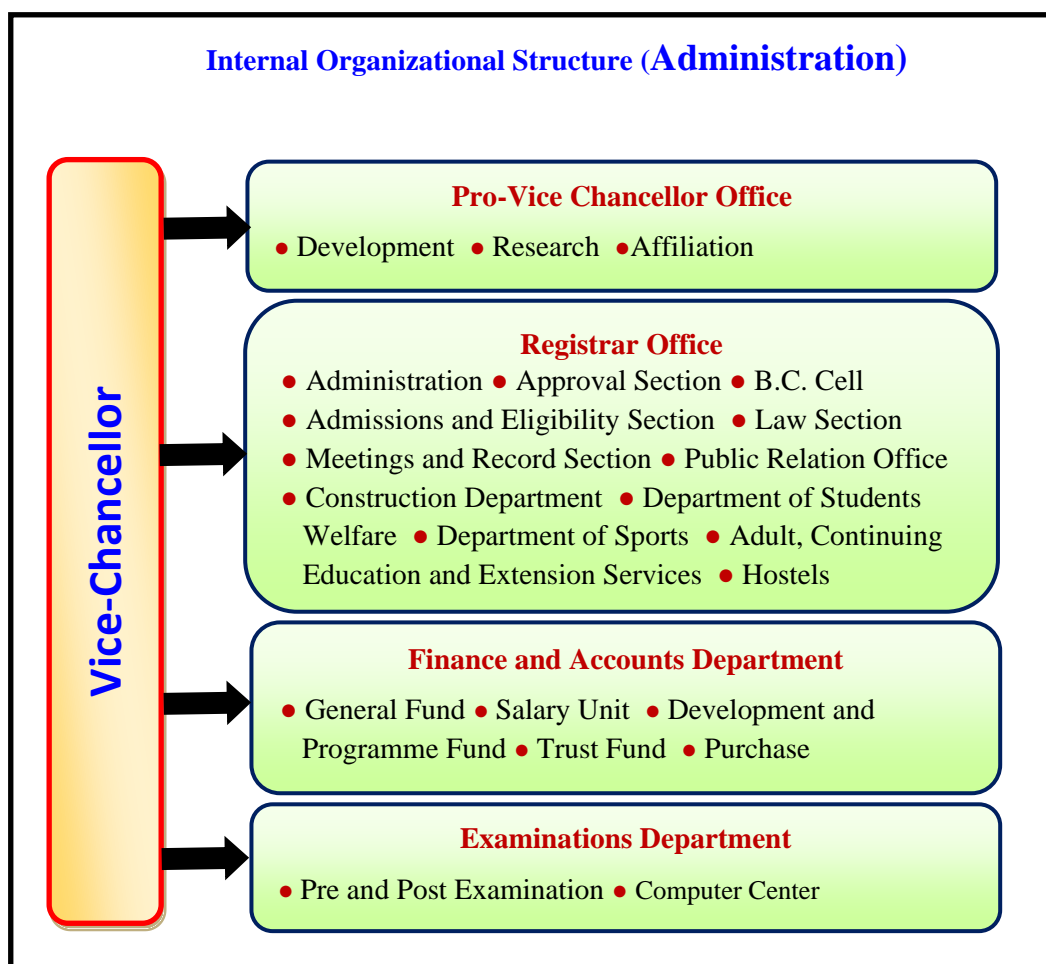 Internal Organizational Structure (Administration)
Vice-Chancellor
Pro-Vice Chancellor Office
● Development ● Research ●Affiliation
Registrar Office
● Administration ● Approval Section ● B.C. Cell
● Admissions and Eligibility Section ● Law Section
● Meetings and Record Section ● Public Relation Office
● Construction Department ● Department of Students
Welfare ● Department of Sports ● Adult, Continuing
Education and Extension Services ● Hostels
Finance and Accounts Department
● General Fund ● Salary Unit ● Development and
Programme Fund ● Trust Fund ● Purchase
Examinations Department
● Pre and Post Examination ● Computer Center